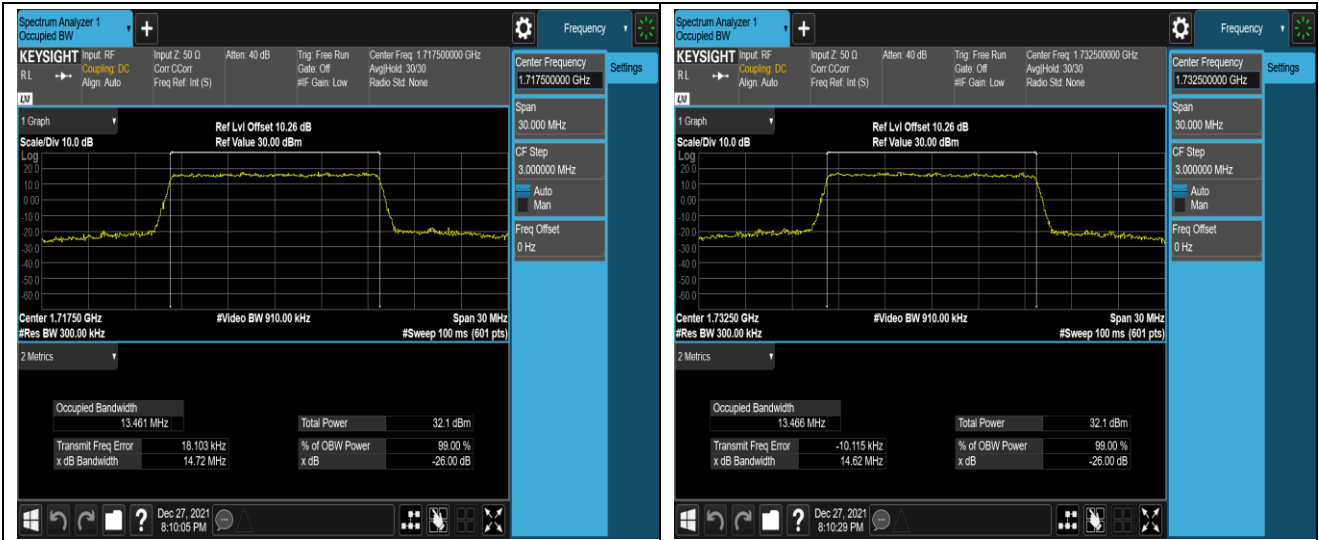 Spectrum Analyzer 1
Occupied BW
Frequency
KEYSIGHT Input: RF Input Z: 50 Ω Atten: 40 dB Trig: Free Run Center Freq: 1.717500000 GHz
Coupling: DC Corr CCorr Gate: Off Avg|Hold: 30/30
RL Align: Auto Freq Ref: Int (S) #IF Gain: Low Radio Std: None
LXI
Center Frequency
1.717500000 GHz
Settings
Span
30.000 MHz
CF Step
3.000000 MHz
Auto
Man
Freq Offset
0 Hz
1 Graph
Ref Lvl Offset 10.26 dB
Scale/Div 10.0 dB Ref Value 30.00 dBm
Log
20.0
10.0
0.00
-10.0
-20.0
-30.0
-40.0
-50.0
-60.0
Center 1.71750 GHz #Video BW 910.00 kHz Span 30 MHz
#Res BW 300.00 kHz #Sweep 100 ms (601 pts)
2 Metrics
Occupied Bandwidth
13.461 MHz Total Power 32.1 dBm
Transmit Freq Error 18.103 kHz % of OBW Power 99.00 %
x dB Bandwidth 14.72 MHz x dB -26.00 dB
? Dec 27, 2021
8:10:05 PM
Spectrum Analyzer 1
Occupied BW
Frequency
KEYSIGHT Input: RF Input Z: 50 Ω Atten: 40 dB Trig: Free Run Center Freq: 1.732500000 GHz
Coupling: DC Corr CCorr Gate: Off Avg|Hold: 30/30
RL Align: Auto Freq Ref: Int (S) #IF Gain: Low Radio Std: None
LXI
Center Frequency
1.732500000 GHz
Settings
Span
30.000 MHz
CF Step
3.000000 MHz
Auto
Man
Freq Offset
0 Hz
1 Graph
Ref Lvl Offset 10.26 dB
Scale/Div 10.0 dB Ref Value 30.00 dBm
Log
20.0
10.0
0.00
-10.0
-20.0
-30.0
-40.0
-50.0
-60.0
Center 1.73250 GHz #Video BW 910.00 kHz Span 30 MHz
#Res BW 300.00 kHz #Sweep 100 ms (601 pts)
2 Metrics
Occupied Bandwidth
13.466 MHz Total Power 32.1 dBm
Transmit Freq Error -10.115 kHz % of OBW Power 99.00 %
x dB Bandwidth 14.62 MHz x dB -26.00 dB
? Dec 27, 2021
8:10:29 PM